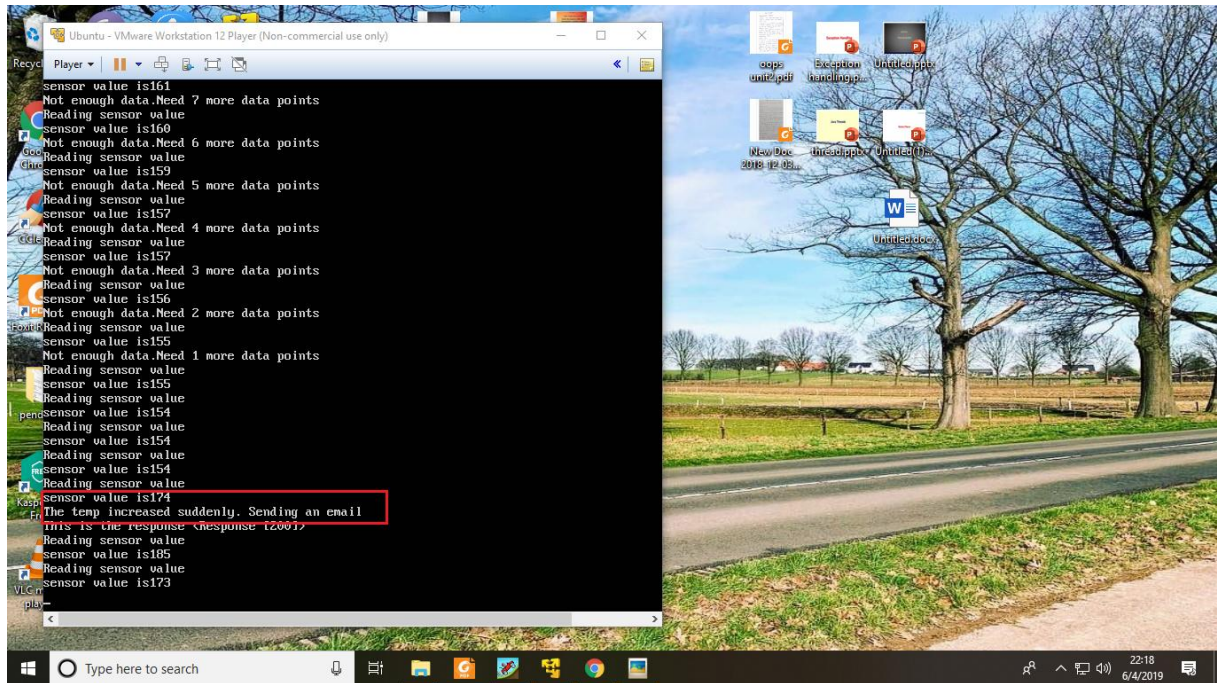 Ubuntu - VMware Workstation 12 Player (Non-commercial use only)
Player
sensor value is161
Not enough data.Need 7 more data points
Reading sensor value
sensor value is160
Not enough data.Need 6 more data points
Reading sensor value
sensor value is159
Not enough data.Need 5 more data points
Reading sensor value
sensor value is157
Not enough data.Need 4 more data points
Reading sensor value
sensor value is157
Not enough data.Need 3 more data points
Reading sensor value
sensor value is156
Not enough data.Need 2 more data points
Reading sensor value
sensor value is155
Not enough data.Need 1 more data points
Reading sensor value
sensor value is155
Reading sensor value
sensor value is154
Reading sensor value
sensor value is154
Reading sensor value
sensor value is154
Reading sensor value
sensor value is174
The temp increased suddenly. Sending an email
This is the response <Response [200]>
Reading sensor value
sensor value is185
Reading sensor value
sensor value is173
oops
unit2.pdf
Exception
handling.p...
Untitled.pptx
New Doc
2018-12-03...
thread.pptx
Untitled(1)...
Untitled.docx
Type here to search
22:18
6/4/2019